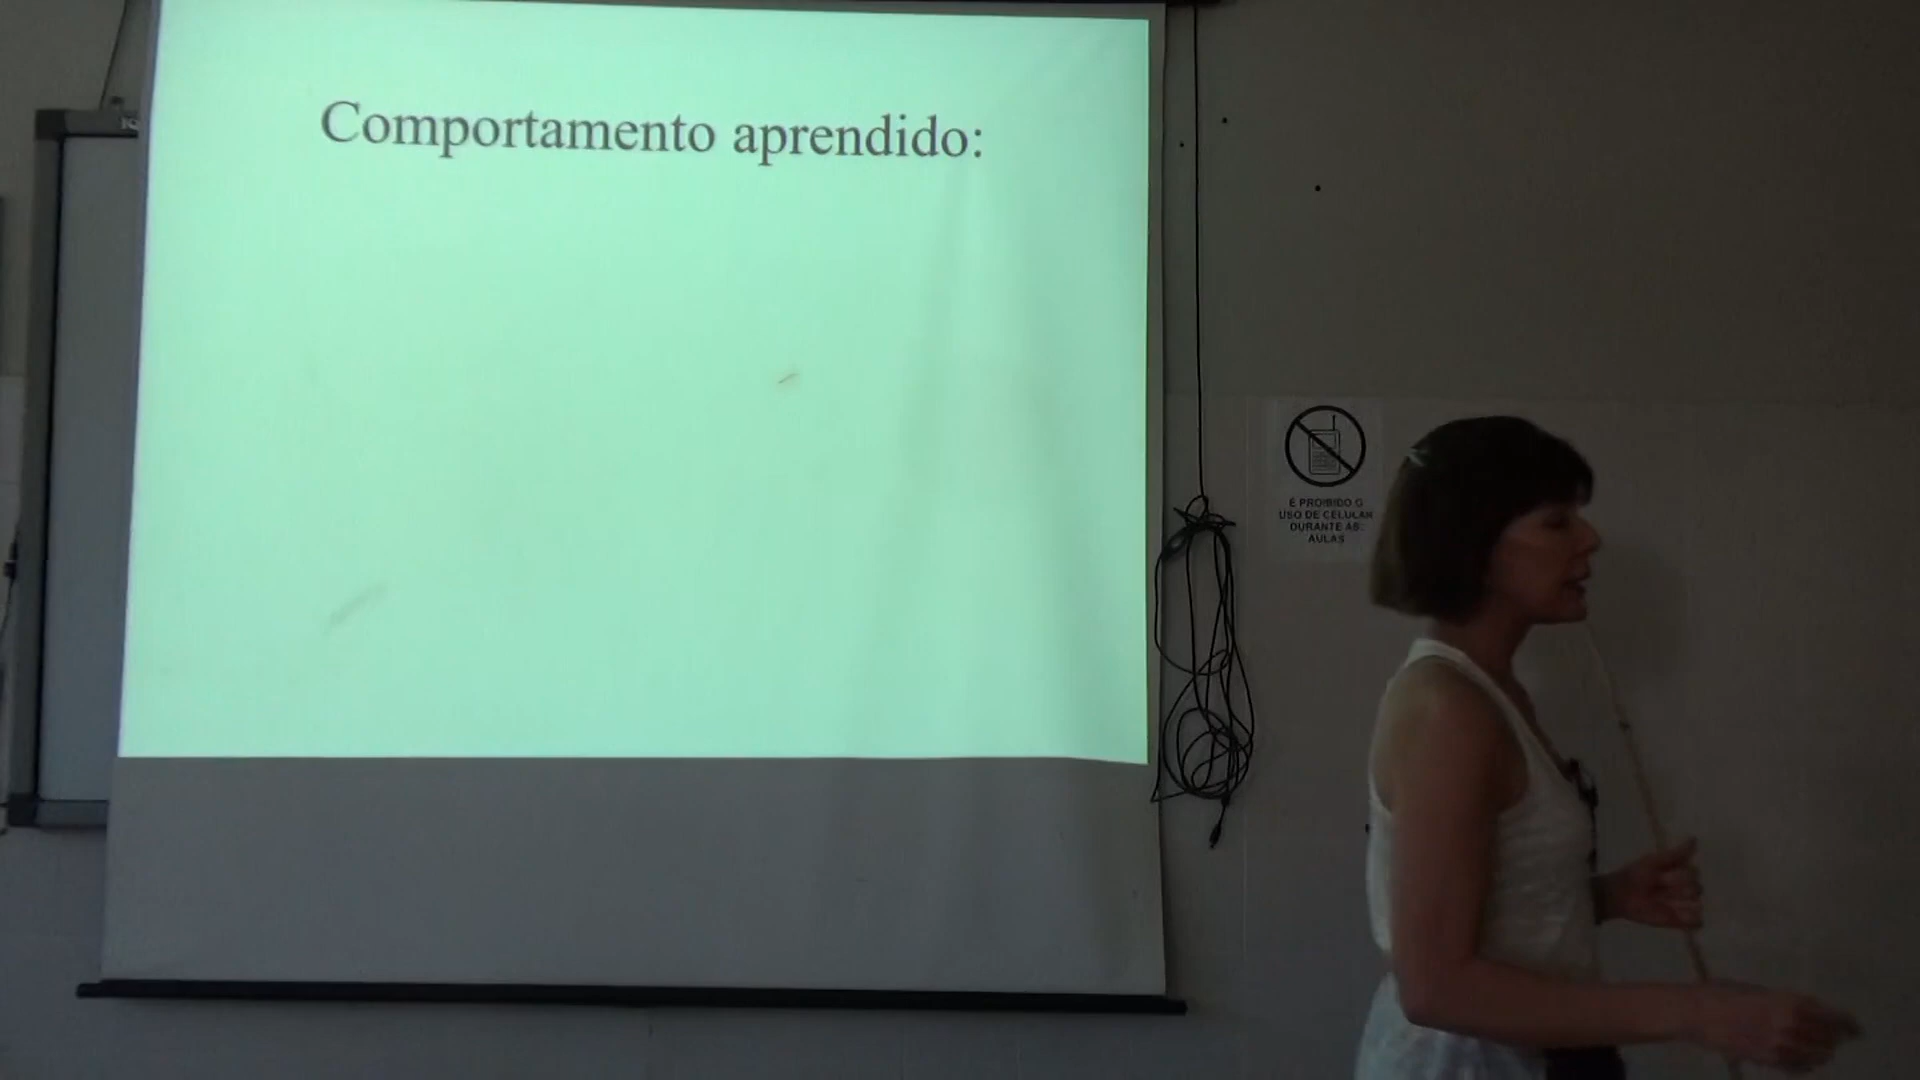 Comportamento aprendido:
É PROIBIDO O
USO DE CELULAR
DURANTE AS
AULAS